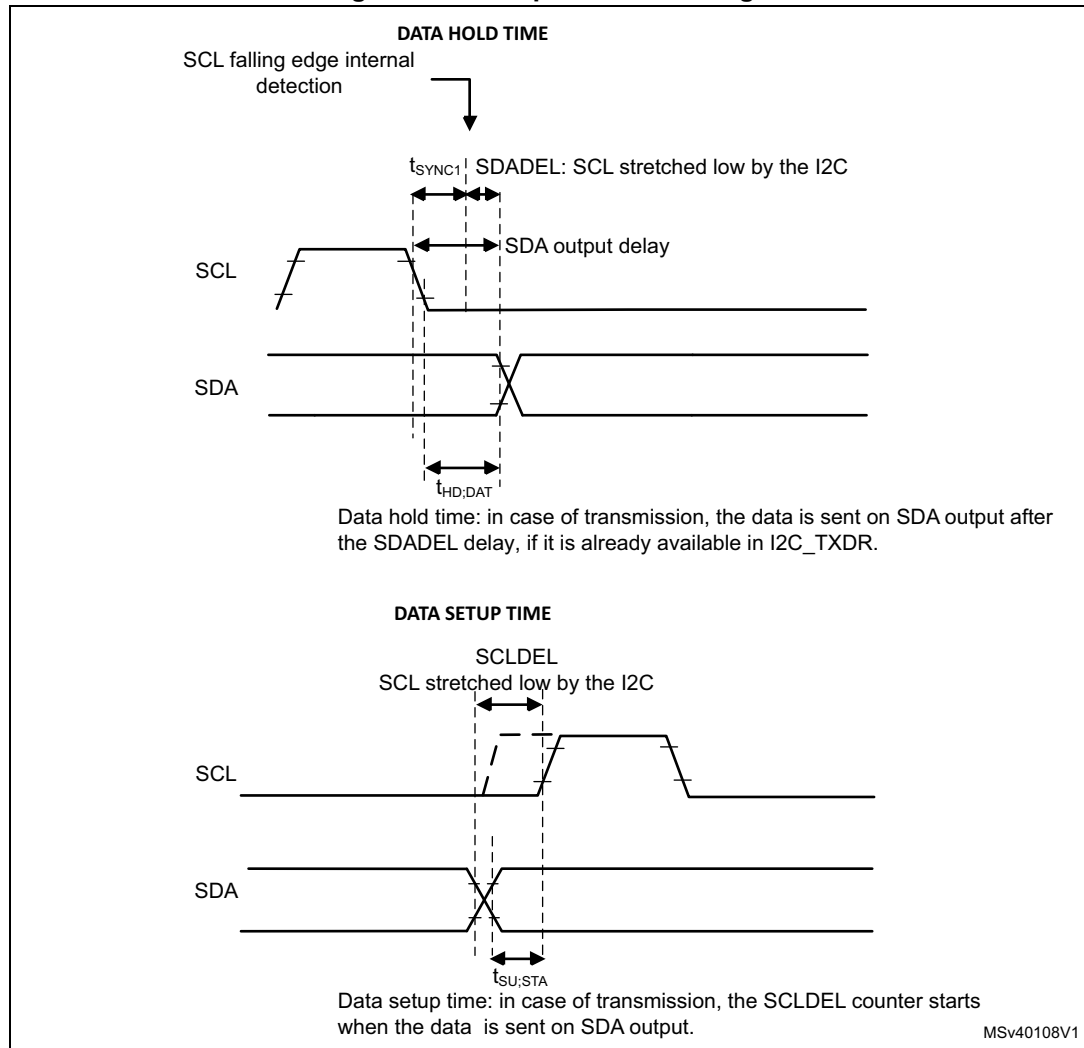 DATA HOLD TIME
SCL falling edge internal
detection
tSYNC1 SDADEL: SCL stretched low by the I2C
SDA output delay
SCL
SDA
tHD;DAT
Data hold time: in case of transmission, the data is sent on SDA output after
the SDADEL delay, if it is already available in I2C_TXDR.
DATA SETUP TIME
SCLDEL
SCL stretched low by the I2C
SCL
SDA
tSU;STA
Data setup time: in case of transmission, the SCLDEL counter starts
when the data is sent on SDA output.
MSv40108V1